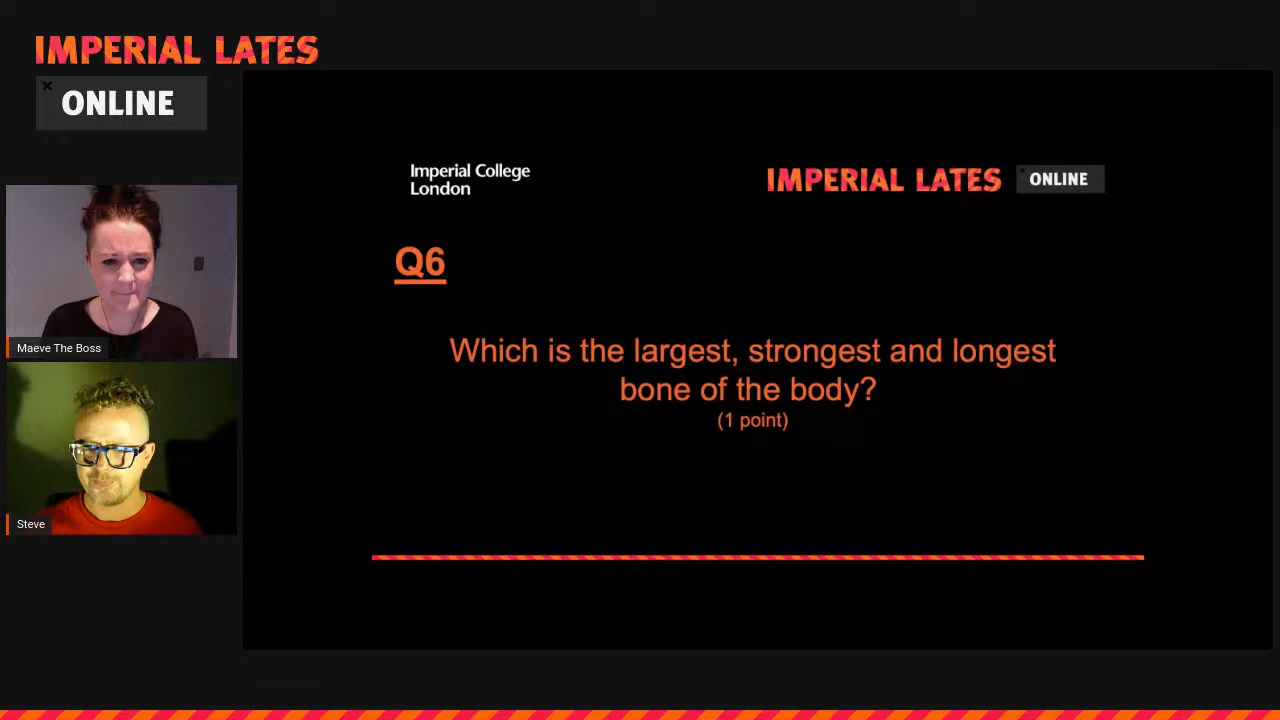 IMPERIAL LATES
ONLINE
Imperial College
London
IMPERIAL LATES ONLINE
Q6
Which is the largest, strongest and longest
bone of the body?
(1 point)
Maeve The Boss
Steve